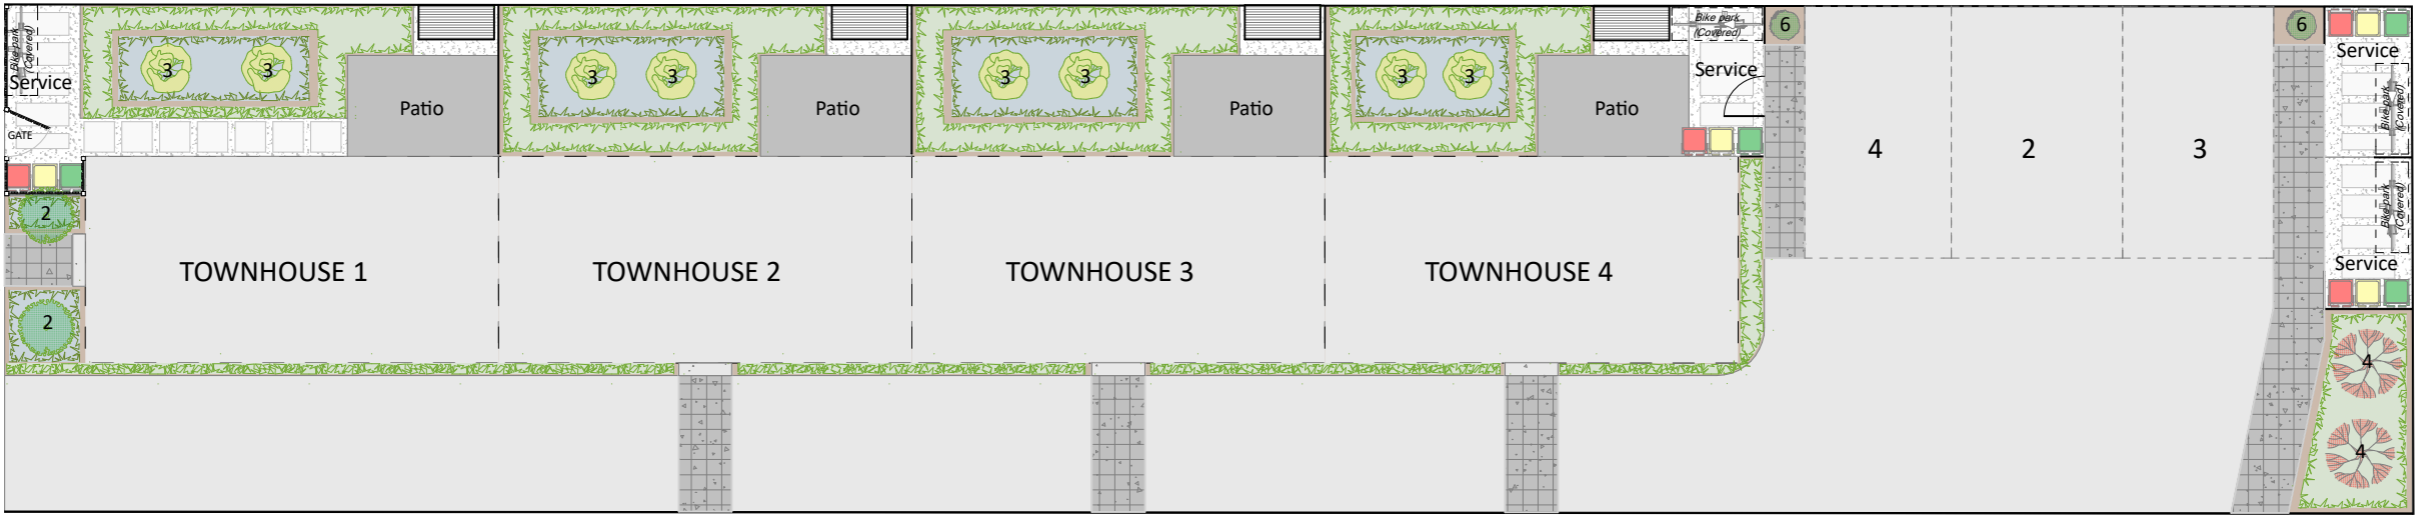 Bike park
(Covered)
Service
GATE
3
3
Patio
3
3
Patio
3
3
Patio
3
3
Patio
Bike park
(Covered)
Service
6
6
Service
Bike park
(Covered)
4
2
3
Bike park
(Covered)
Service
2
2
TOWNHOUSE 1
TOWNHOUSE 2
TOWNHOUSE 3
TOWNHOUSE 4
4
4